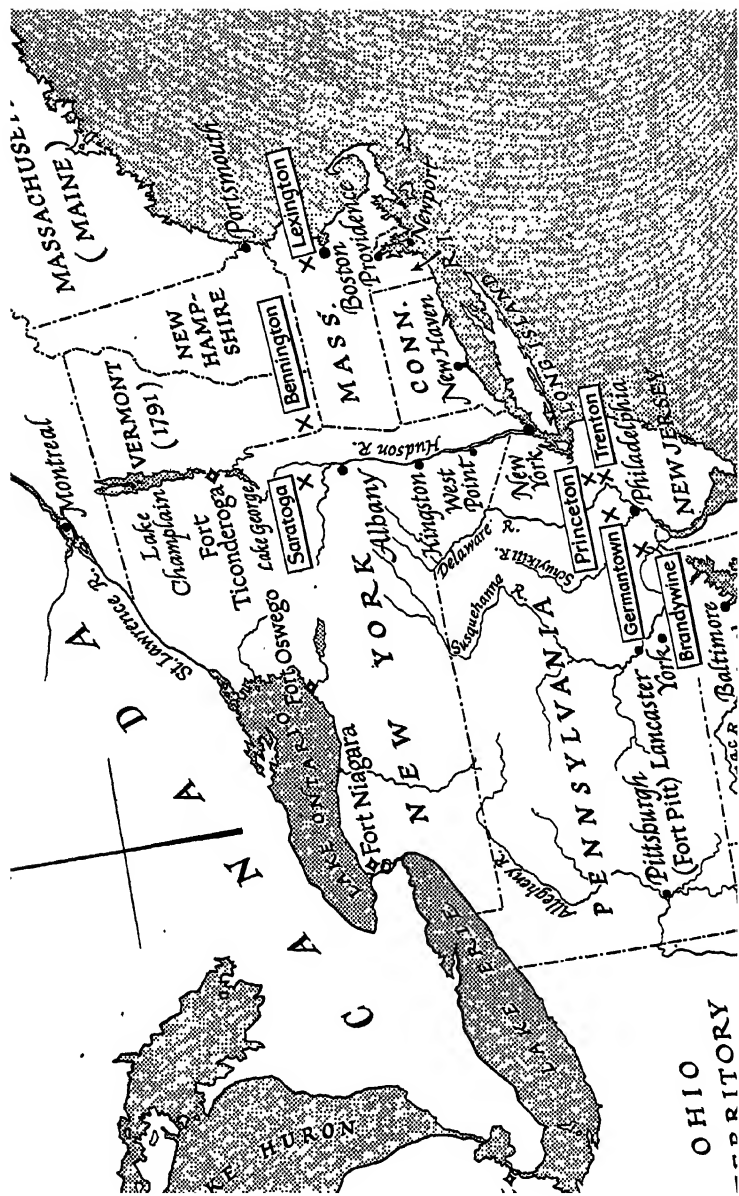 MASSACHUSET
(MAINE)
Portsmouth
Lexington
Boston
Providence
Newport
R. I.
NEW
HAMP-
SHIRE
Bennington
MASS.
CONN.
New Haven
LONG ISLAND
VERMONT
(1791)
Montreal
St. Lawrence R.
Lake
Champlain
Fort
Ticonderoga
Lake George
Saratoga
Hudson R.
Albany
Kingston
West
Point
New
York
Princeton
Trenton
Philadelphia
NEW JERSEY
Delaware R.
Schuylkill R.
Susquehanna R.
Germantown
Brandywine
Lancaster
York
Baltimore
CANADA
LAKE ONTARIO
Fort Oswego
Fort Niagara
NEW YORK
PENNSYLVANIA
Allegheny R.
Pittsburgh
(Fort Pitt)
LAKE ERIE
HURON
OHIO